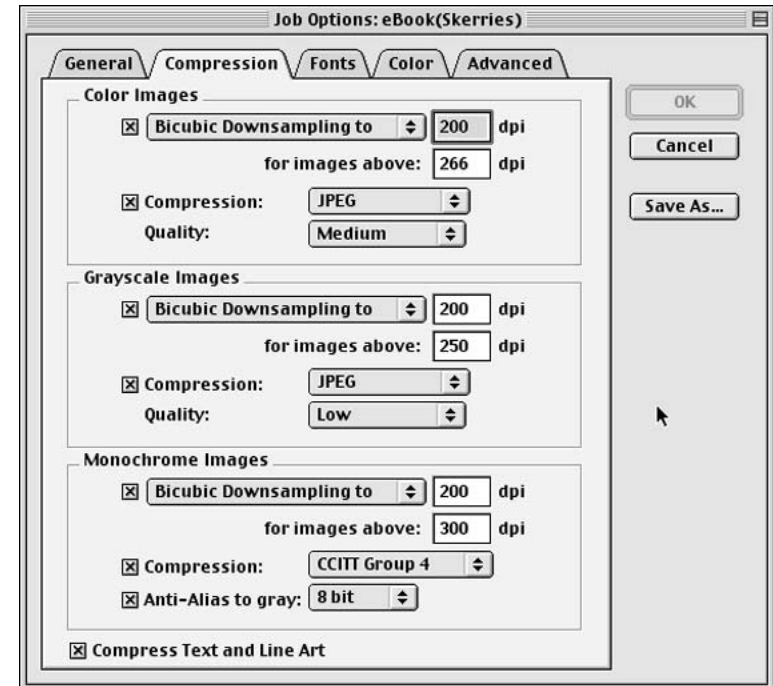 Job Options: eBook(Skerries)
General Compression Fonts Color Advanced
Color Images
Bicubic Downsampling to 200 dpi
for images above: 266 dpi
Compression: JPEG
Quality: Medium
Grayscale Images
Bicubic Downsampling to 200 dpi
for images above: 250 dpi
Compression: JPEG
Quality: Low
Monochrome Images
Bicubic Downsampling to 200 dpi
for images above: 300 dpi
Compression: CCITT Group 4
Anti-Alias to gray: 8 bit
Compress Text and Line Art
OK
Cancel
Save As...